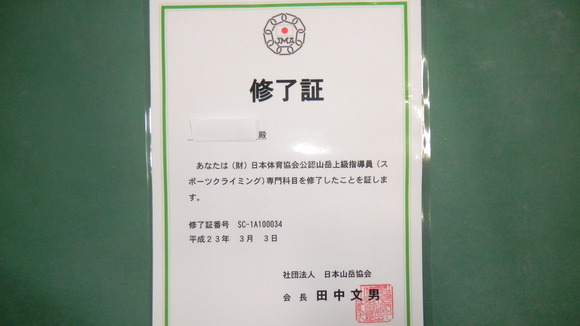 JMA
修了証
殿
あなたは（財）日本体育協会公認山岳上級指導員（ス
ポーツクライミング）専門科目を修了したことを証しま
す。
修了証番号 SC-1A100034
平成２３年 ３月 ３日
社団法人 日本山岳協会
会長 田中文男